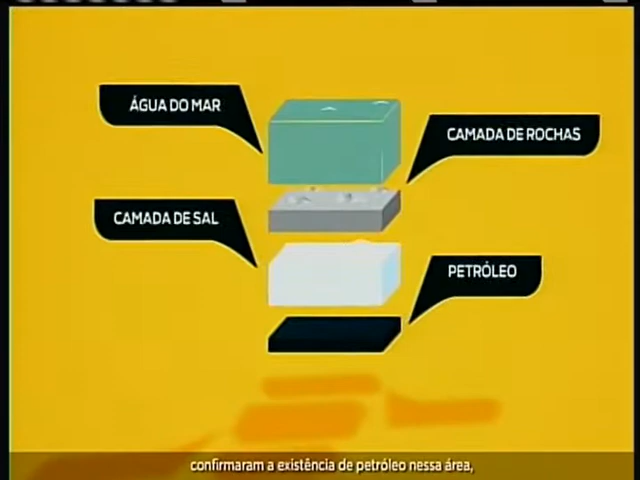 ÁGUA DO MAR
CAMADA DE ROCHAS
CAMADA DE SAL
PETRÓLEO
confirmaram a existência de petróleo nessa área,